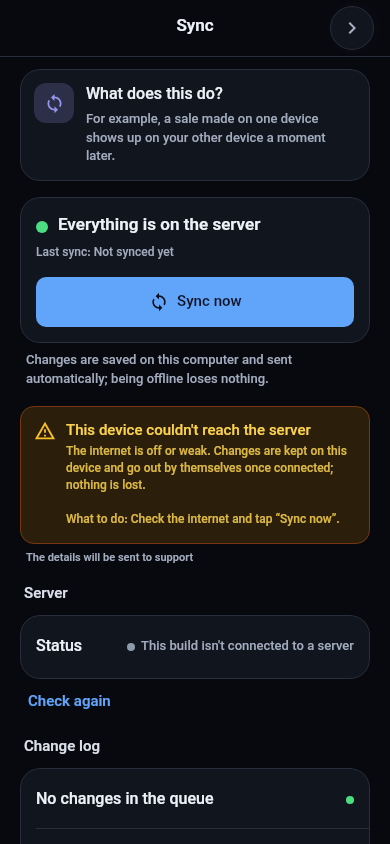 Sync
What does this do?
For example, a sale made on one device
shows up on your other device a moment
later.
Everything is on the server
Last sync: Not synced yet
Sync now
Changes are saved on this computer and sent
automatically; being offline loses nothing.
This device couldn't reach the server
The internet is off or weak. Changes are kept on this
device and go out by themselves once connected;
nothing is lost.
What to do: Check the internet and tap “Sync now”.
The details will be sent to support
Server
Status
This build isn't connected to a server
Check again
Change log
No changes in the queue